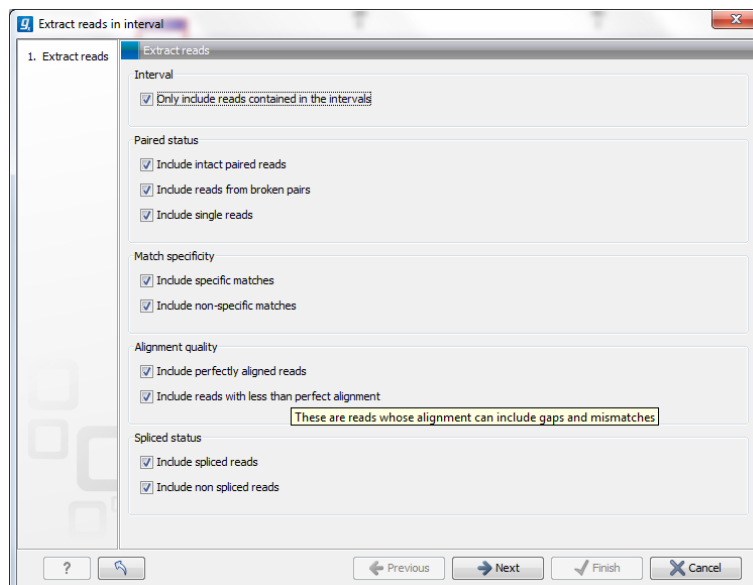 Extract reads in interval
1. Extract reads
Extract reads
Interval
Only include reads contained in the intervals
Paired status
Include intact paired reads
Include reads from broken pairs
Include single reads
Match specificity
Include specific matches
Include non-specific matches
Alignment quality
Include perfectly aligned reads
Include reads with less than perfect alignment
These are reads whose alignment can include gaps and mismatches
Spliced status
Include spliced reads
Include non spliced reads
? Previous Next Finish Cancel